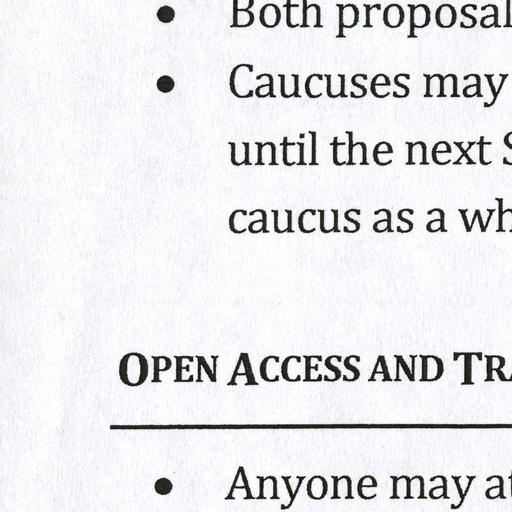 • Both proposal
• Caucuses may
until the next S
caucus as a wh
OPEN ACCESS AND TRA
• Anyone may at